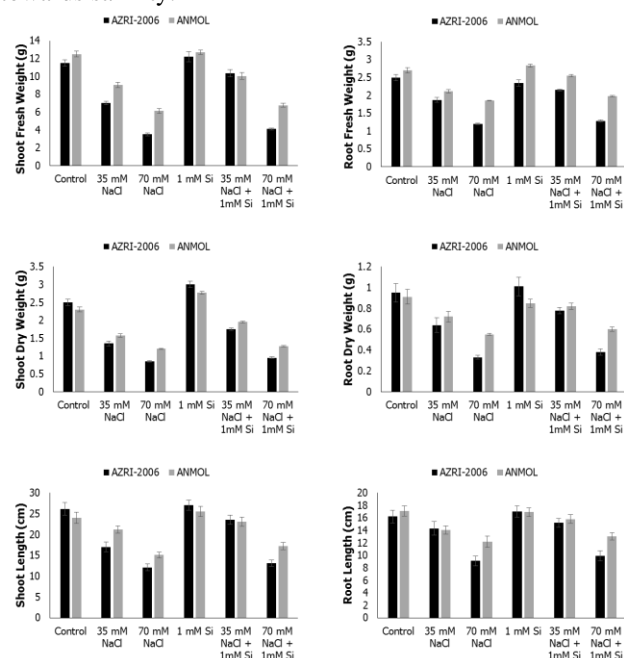 AZRI-2006 ANMOL
Shoot Fresh Weight (g)
14
12
10
8
6
4
2
0
Control 35 mM 70 mM 1 mM Si 35 mM 70 mM
NaCl NaCl NaCl + NaCl +
1mM Si 1mM Si
AZRI-2006 ANMOL
Root Fresh Weight (g)
3.5
3
2.5
2
1.5
1
0.5
0
Control 35 mM 70 mM 1 mM Si 35 mM 70 mM
NaCl NaCl NaCl + NaCl +
1mM Si 1mM Si
AZRI-2006 ANMOL
Shoot Dry Weight (g)
3.5
3
2.5
2
1.5
1
0.5
0
Control 35 mM 70 mM 1 mM Si 35 mM 70 mM
NaCl NaCl NaCl + NaCl +
1mM Si 1mM Si
AZRI-2006 ANMOL
Root Dry Weight (g)
1.2
1
0.8
0.6
0.4
0.2
0
Control 35 mM 70 mM 1 mM Si 35 mM 70 mM
NaCl NaCl NaCl + NaCl +
1mM Si 1mM Si
AZRI-2006 ANMOL
Shoot Length (cm)
30
25
20
15
10
5
0
Control 35 mM 70 mM 1 mM Si 35 mM 70 mM
NaCl NaCl NaCl + NaCl +
1mM Si 1mM Si
AZRI-2006 ANMOL
Root Length (cm)
20
18
16
14
12
10
8
6
4
2
0
Control 35 mM 70 mM 1 mM Si 35 mM 70 mM
NaCl NaCl NaCl + NaCl +
1mM Si 1mM Si